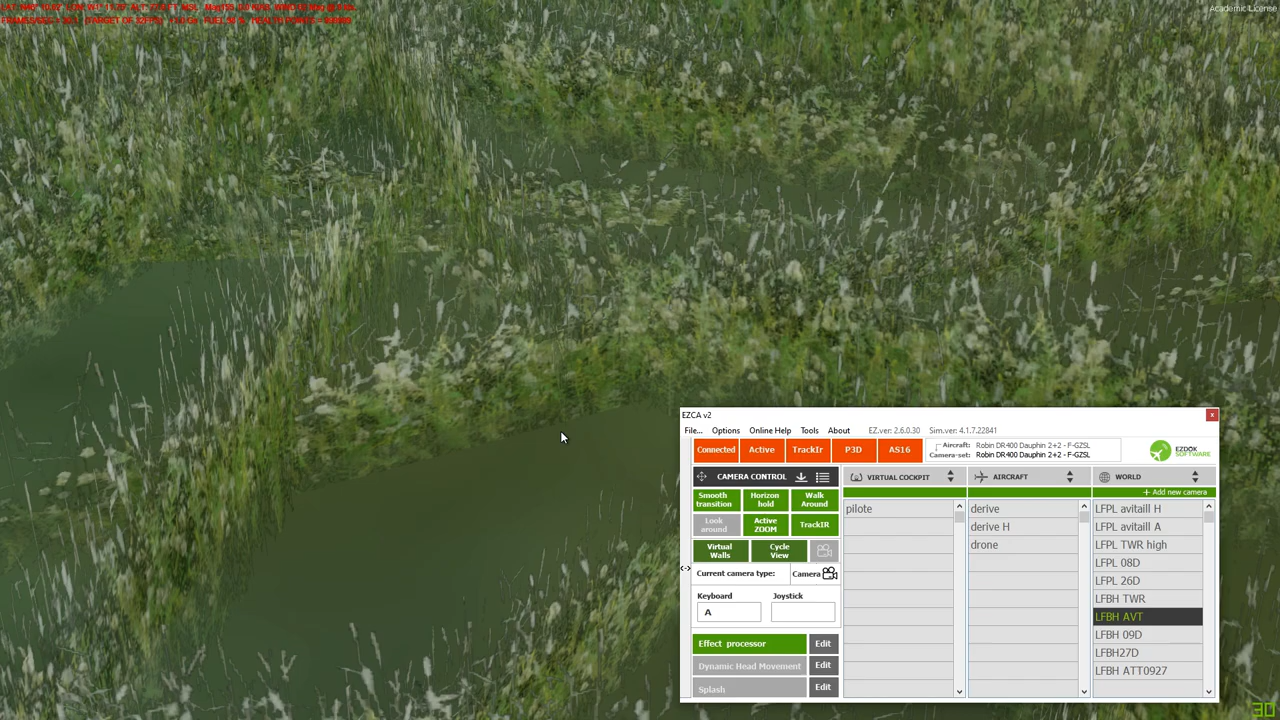 Academic License
EZCA v2
File... Options Online Help Tools About EZ.ver: 2.6.0.30 Sim.ver: 4.1.7.22841
Connected Active TrackIr P3D AS16
Aircraft: Robin DR400 Dauphin 2+2 - F-GZSL
Camera-set: Robin DR400 Dauphin 2+2 - F-GZSL
EZDOK
SOFTWARE
CAMERA CONTROL
VIRTUAL COCKPIT
AIRCRAFT
WORLD
+ Add new camera
Smooth transition
Horizon hold
Walk Around
Look around
Active ZOOM
TrackIR
Virtual Walls
Cycle View
Current camera type: Camera
Keyboard Joystick
A
Effect processor Edit
Dynamic Head Movement Edit
Splash Edit
pilote
derive
derive H
drone
LFPL avitaill H
LFPL avitaill A
LFPL TWR high
LFPL 08D
LFPL 26D
LFBH TWR
LFBH AVT
LFBH 09D
LFBH27D
LFBH ATT0927
30